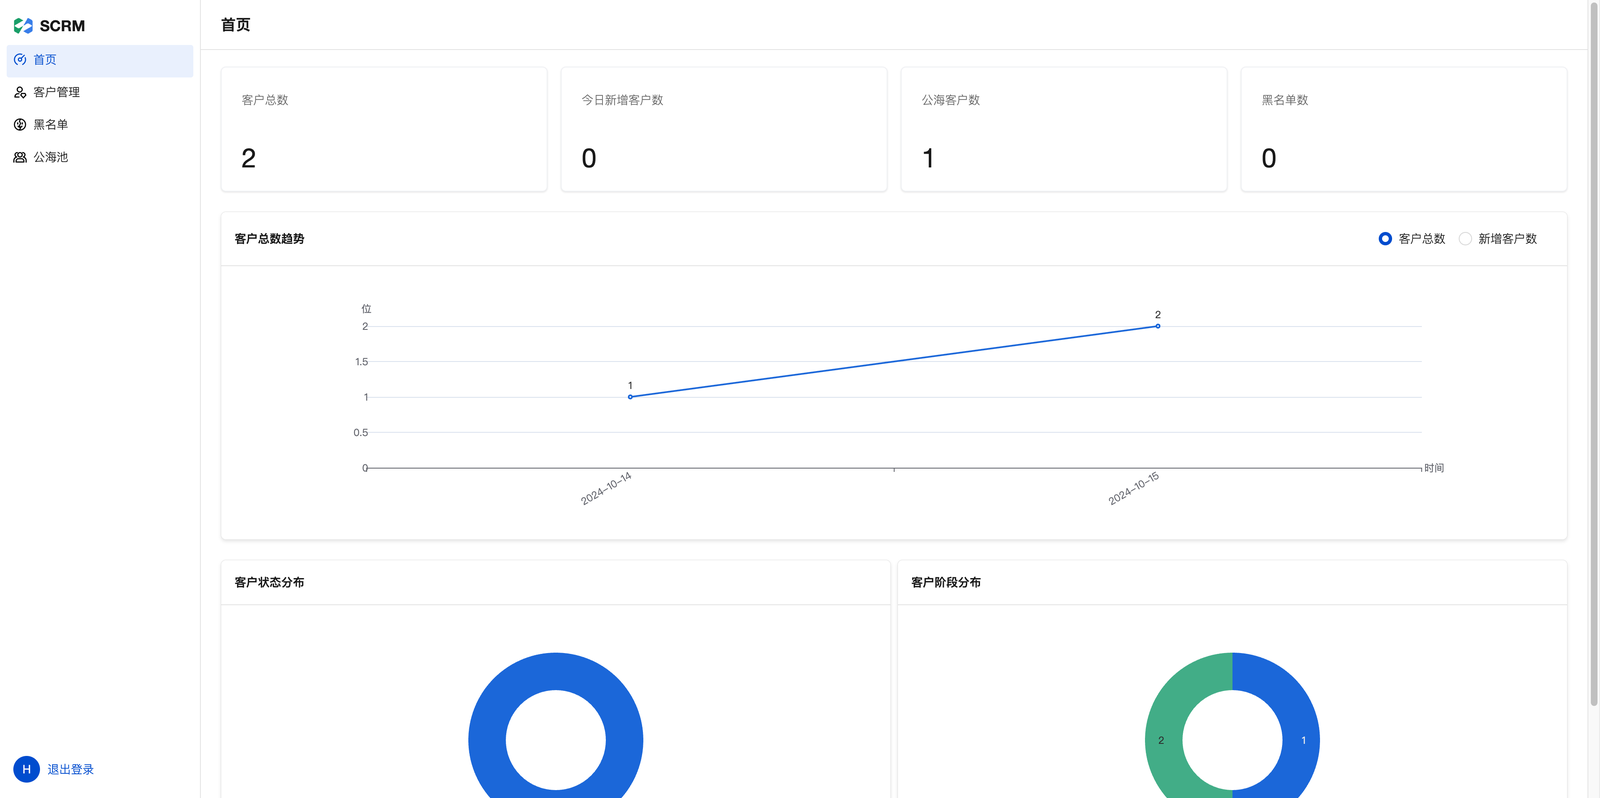 SCRM
首页
客户管理
黑名单
公海池
H 退出登录
首页
客户总数
2
今日新增客户数
0
公海客户数
1
黑名单数
0
客户总数趋势
客户总数 新增客户数
位
2
1.5
1
0.5
0
1
2
2024-10-14
2024-10-15
时间
客户状态分布
客户阶段分布
2
1